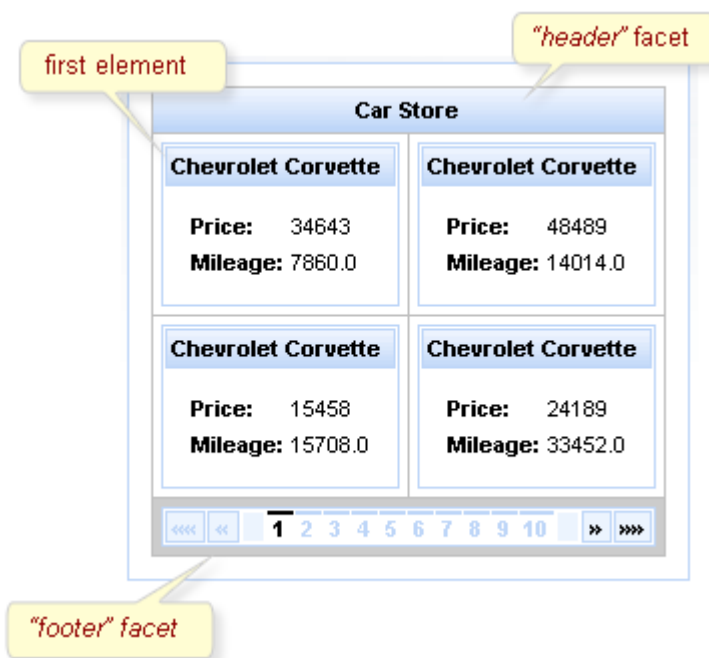 "header" facet
first element
Car Store
Chevrolet Corvette
Price: 34643
Mileage: 7860.0
Chevrolet Corvette
Price: 48489
Mileage: 14014.0
Chevrolet Corvette
Price: 15458
Mileage: 15708.0
Chevrolet Corvette
Price: 24189
Mileage: 33452.0
«« « 1 2 3 4 5 6 7 8 9 10 » »»
"footer" facet